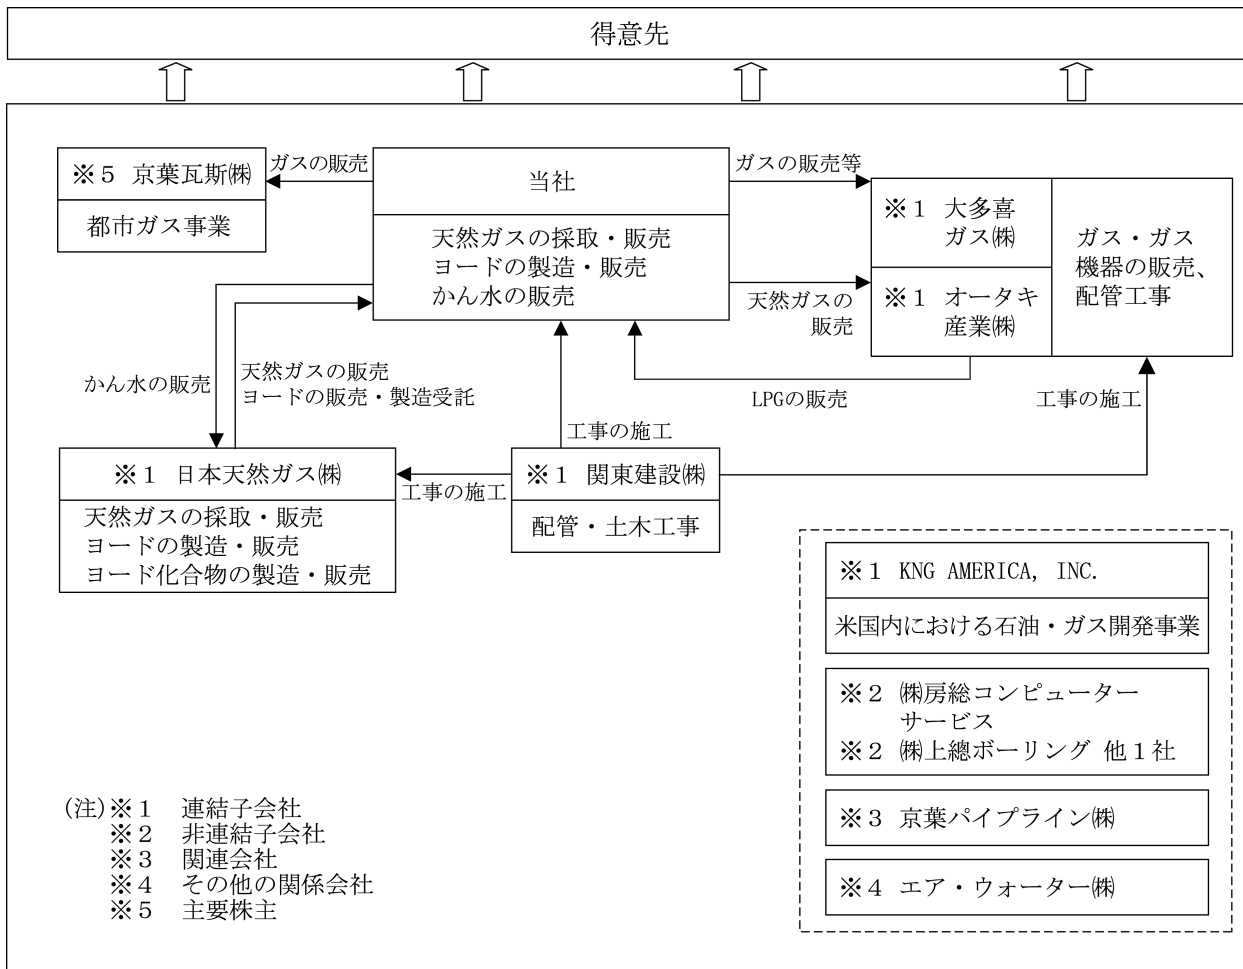 得意先
※5 京葉瓦斯㈱
都市ガス事業
ガスの販売
当社
天然ガスの採取・販売
ヨードの製造・販売
かん水の販売
ガスの販売等
※1 大多喜
ガス㈱
天然ガスの
販売
※1 オータキ
産業㈱
ガス・ガス
機器の販売、
配管工事
かん水の販売
天然ガスの販売
ヨードの販売・製造受託
LPGの販売
工事の施工
工事の施工
※1 日本天然ガス㈱
天然ガスの採取・販売
ヨードの製造・販売
ヨード化合物の製造・販売
工事の施工
※1 関東建設㈱
配管・土木工事
※1 KNG AMERICA, INC.
米国内における石油・ガス開発事業
※2 ㈱房総コンピューター
サービス
※2 ㈱上總ボーリング 他1社
※3 京葉パイプライン㈱
※4 エア・ウォーター㈱
(注)※1 連結子会社
※2 非連結子会社
※3 関連会社
※4 その他の関係会社
※5 主要株主